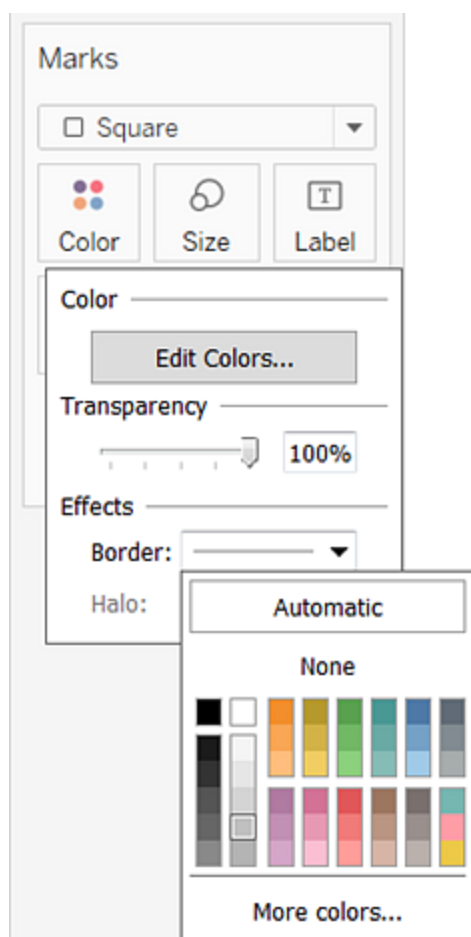 Marks
Square
Color
Size
T
Label
Color
Edit Colors...
Transparency
100%
Effects
Border:
Halo:
Automatic
None
More colors...